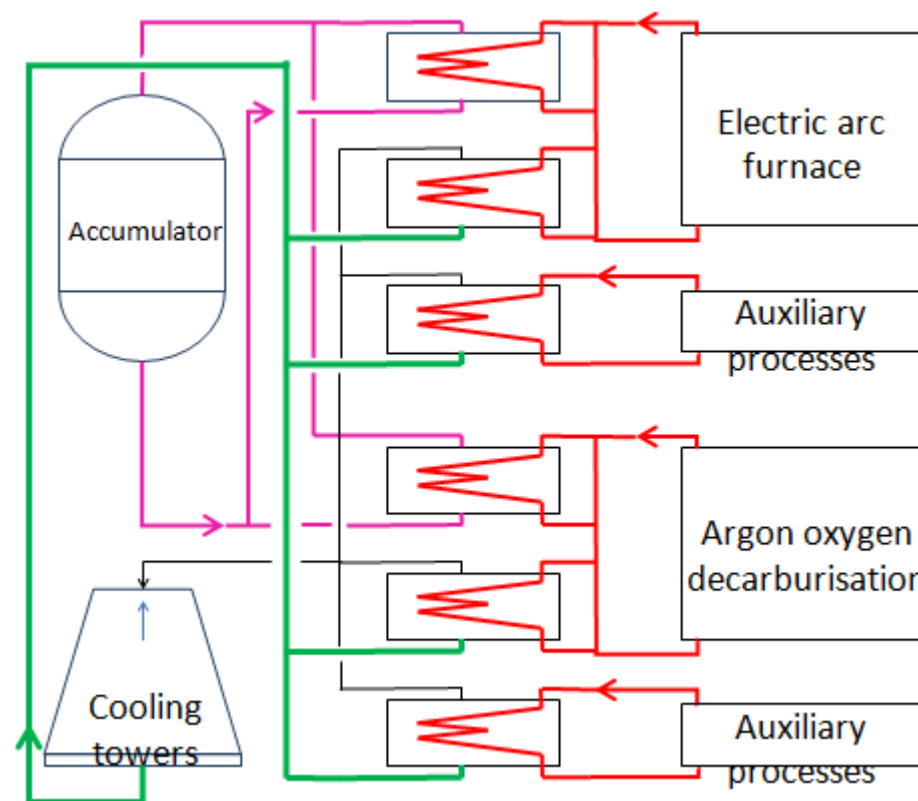 Electric arc
furnace
Accumulator
Auxiliary
processes
Argon oxygen
decarburisation
Cooling
towers
Auxiliary
processes